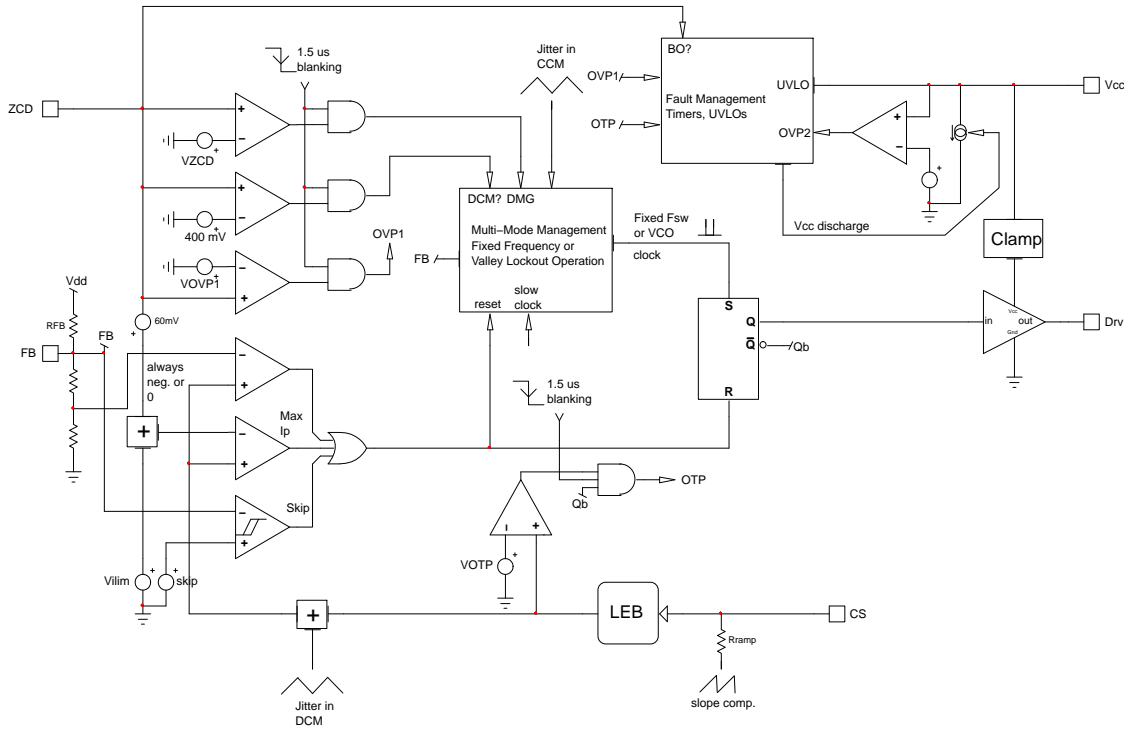 BO?
1.5 us
blanking
Jitter in
CCM
OVP1
UVLO
Vcc
ZCD
+
Fault Management
Timers, UVLOs
+
−
OTP
OVP2
−
+
VZCD
+
+
DCM? DMG
−
400 mV
+
Multi−Mode Management
Fixed Frequency or
Valley Lockout Operation
Fixed Fsw
or VCO
clock
Vcc discharge
OVP1
Clamp
FB
−
VOVP1
+
+
Vdd
reset
slow
clock
S
60mV
+
RFB
FB
Q
in
Vcc
out
Gnd
Drv
FB
−
Q
Qb
always
neg. or
0
+
1.5 us
blanking
R
Max
Ip
+
−
+
Qb
OTP
Skip
−
+
−
+
Vilim
+
skip
+
VOTP
+
+
LEB
CS
Rramp
Jitter in
DCM
slope comp.